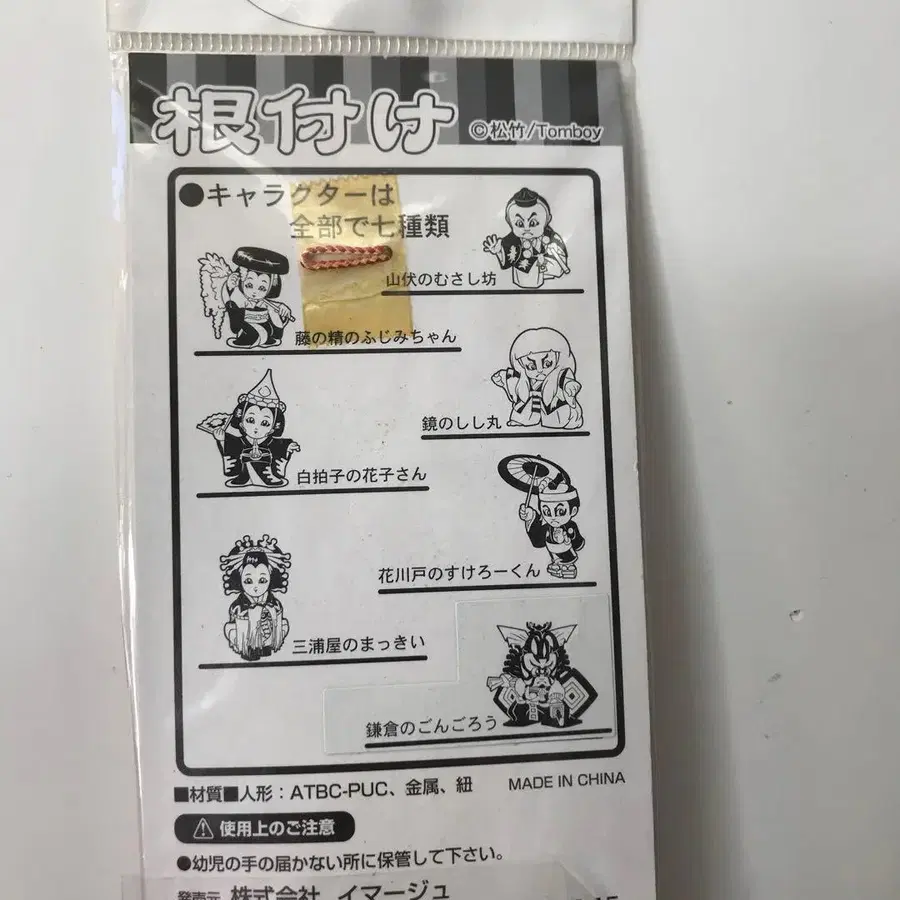 根付け
©松竹/Tomboy
●キャラクターは
全部で七種類
山伏のむさし坊
藤の精のふじみちゃん
鏡のしし丸
白拍子の花子さん
花川戸のすけろーくん
三浦屋のまっきい
鎌倉のごんごろう
■材質■人形：ATBC-PUC、金属、紐
MADE IN CHINA
⚠使用上のご注意
●幼児の手の届かない所に保管して下さい。
発売元 株式会社 イマージュ